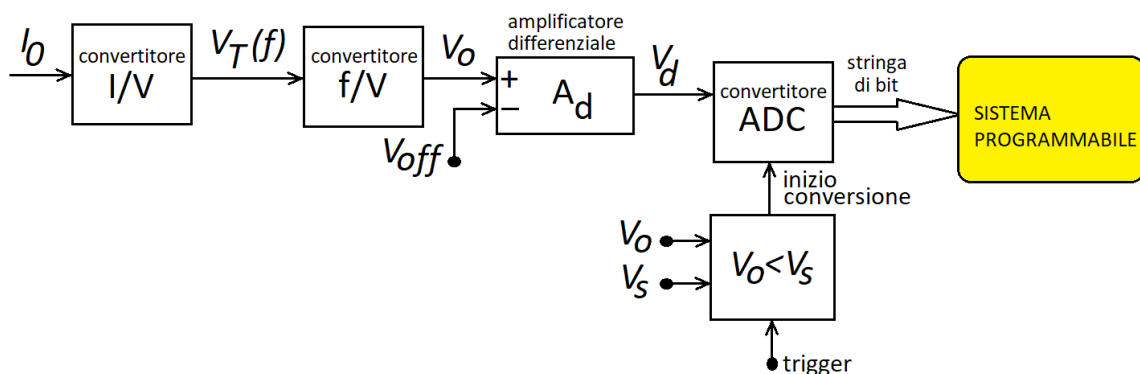 I0
convertitore
I/V
VT(f)
convertitore
f/V
Vo
amplificatore
differenziale
+
−
Ad
Voff
Vd
convertitore
ADC
stringa
di bit
SISTEMA
PROGRAMMABILE
inizio
conversione
Vo
Vs
Vo<Vs
trigger